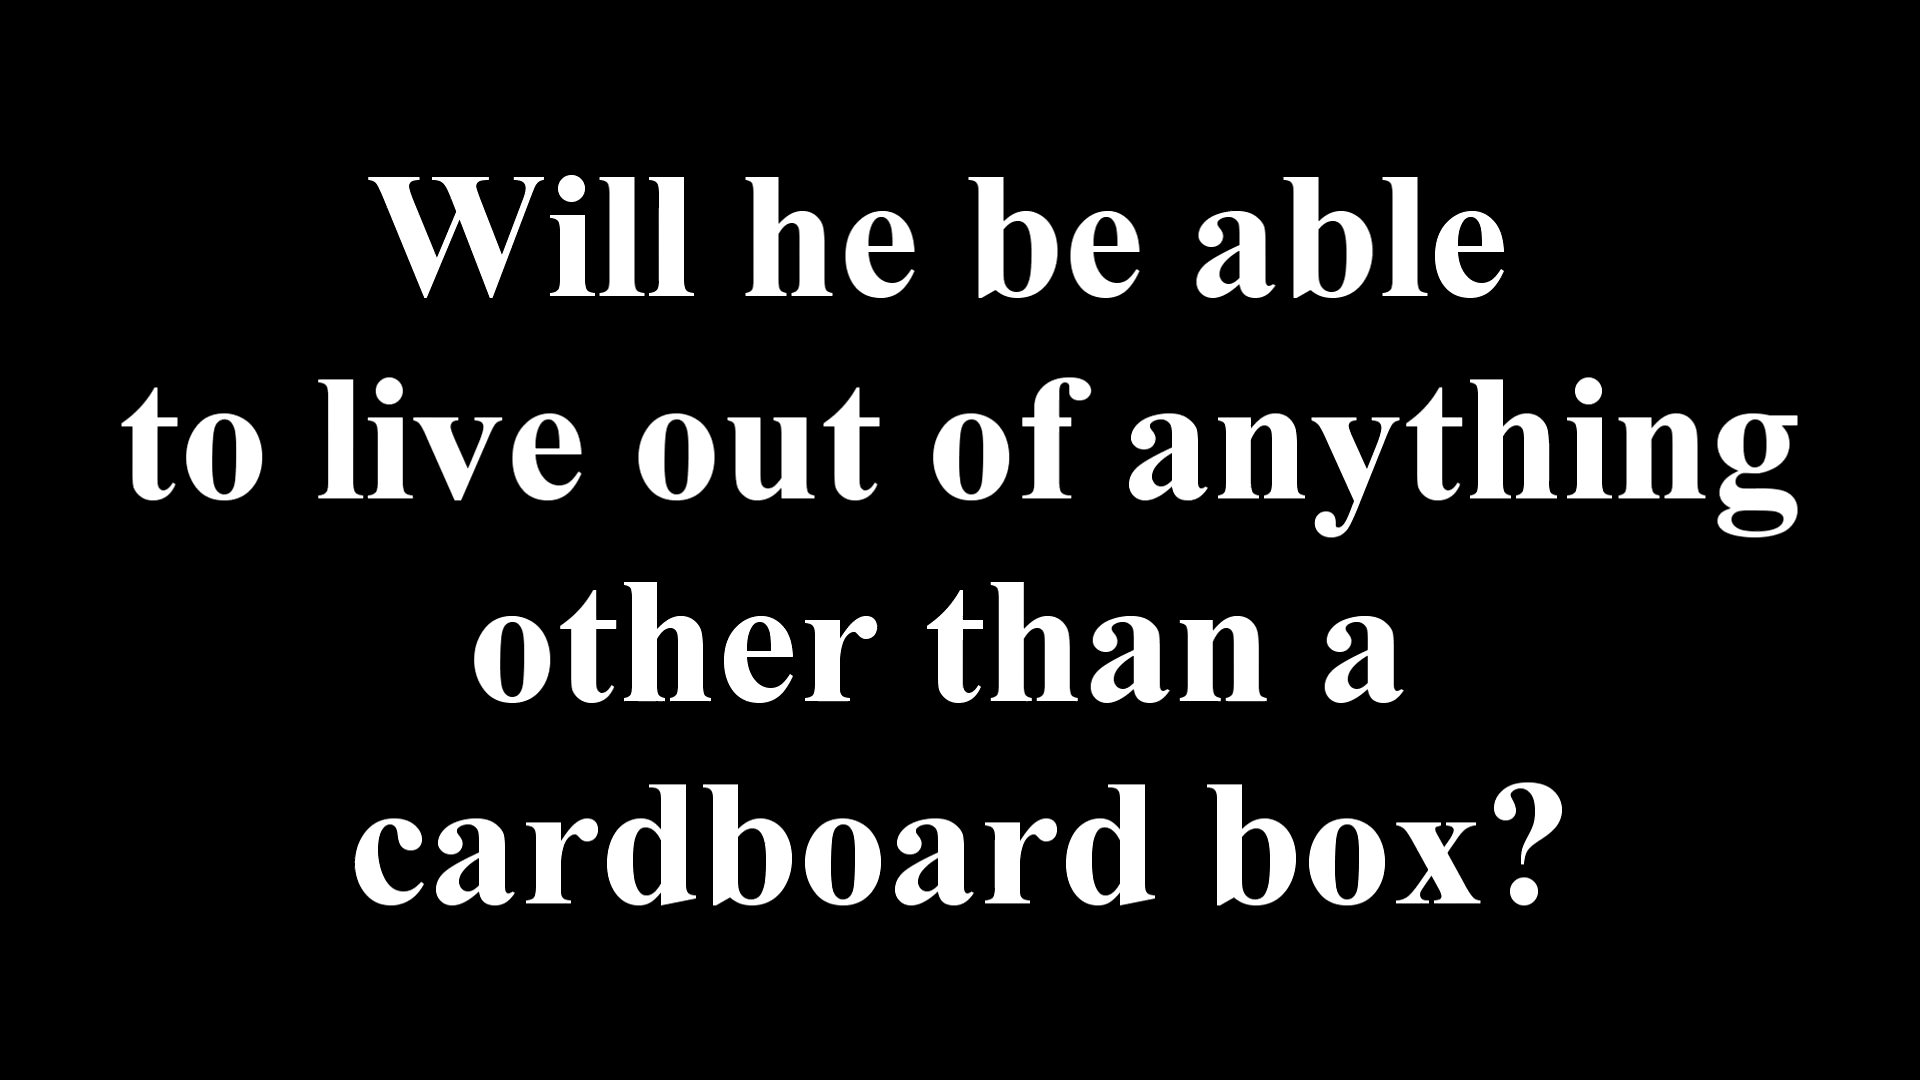 Will he be able
to live out of anything
other than a
cardboard box?